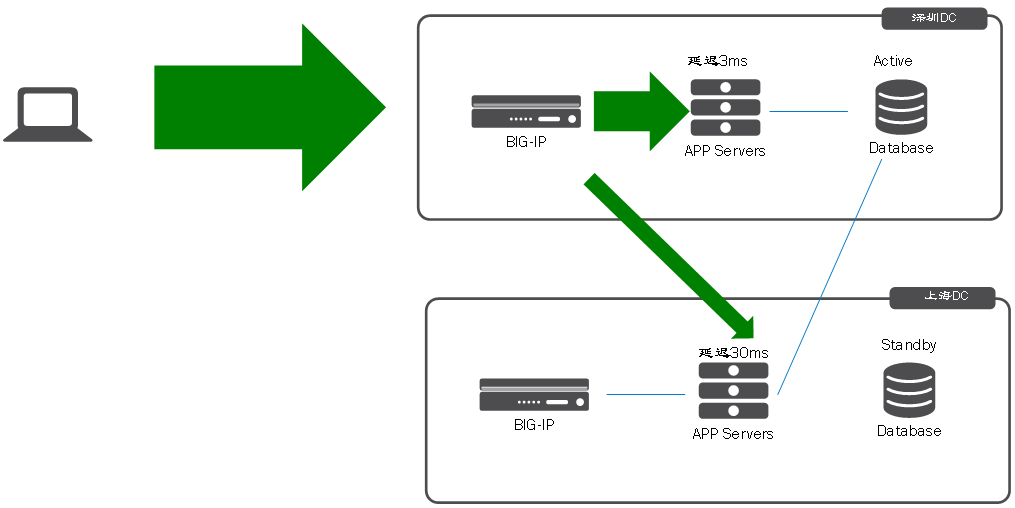 深圳DC
延迟3ms
Active
BIG-IP
APP Servers
Database
上海DC
延迟30ms
Standby
BIG-IP
APP Servers
Database